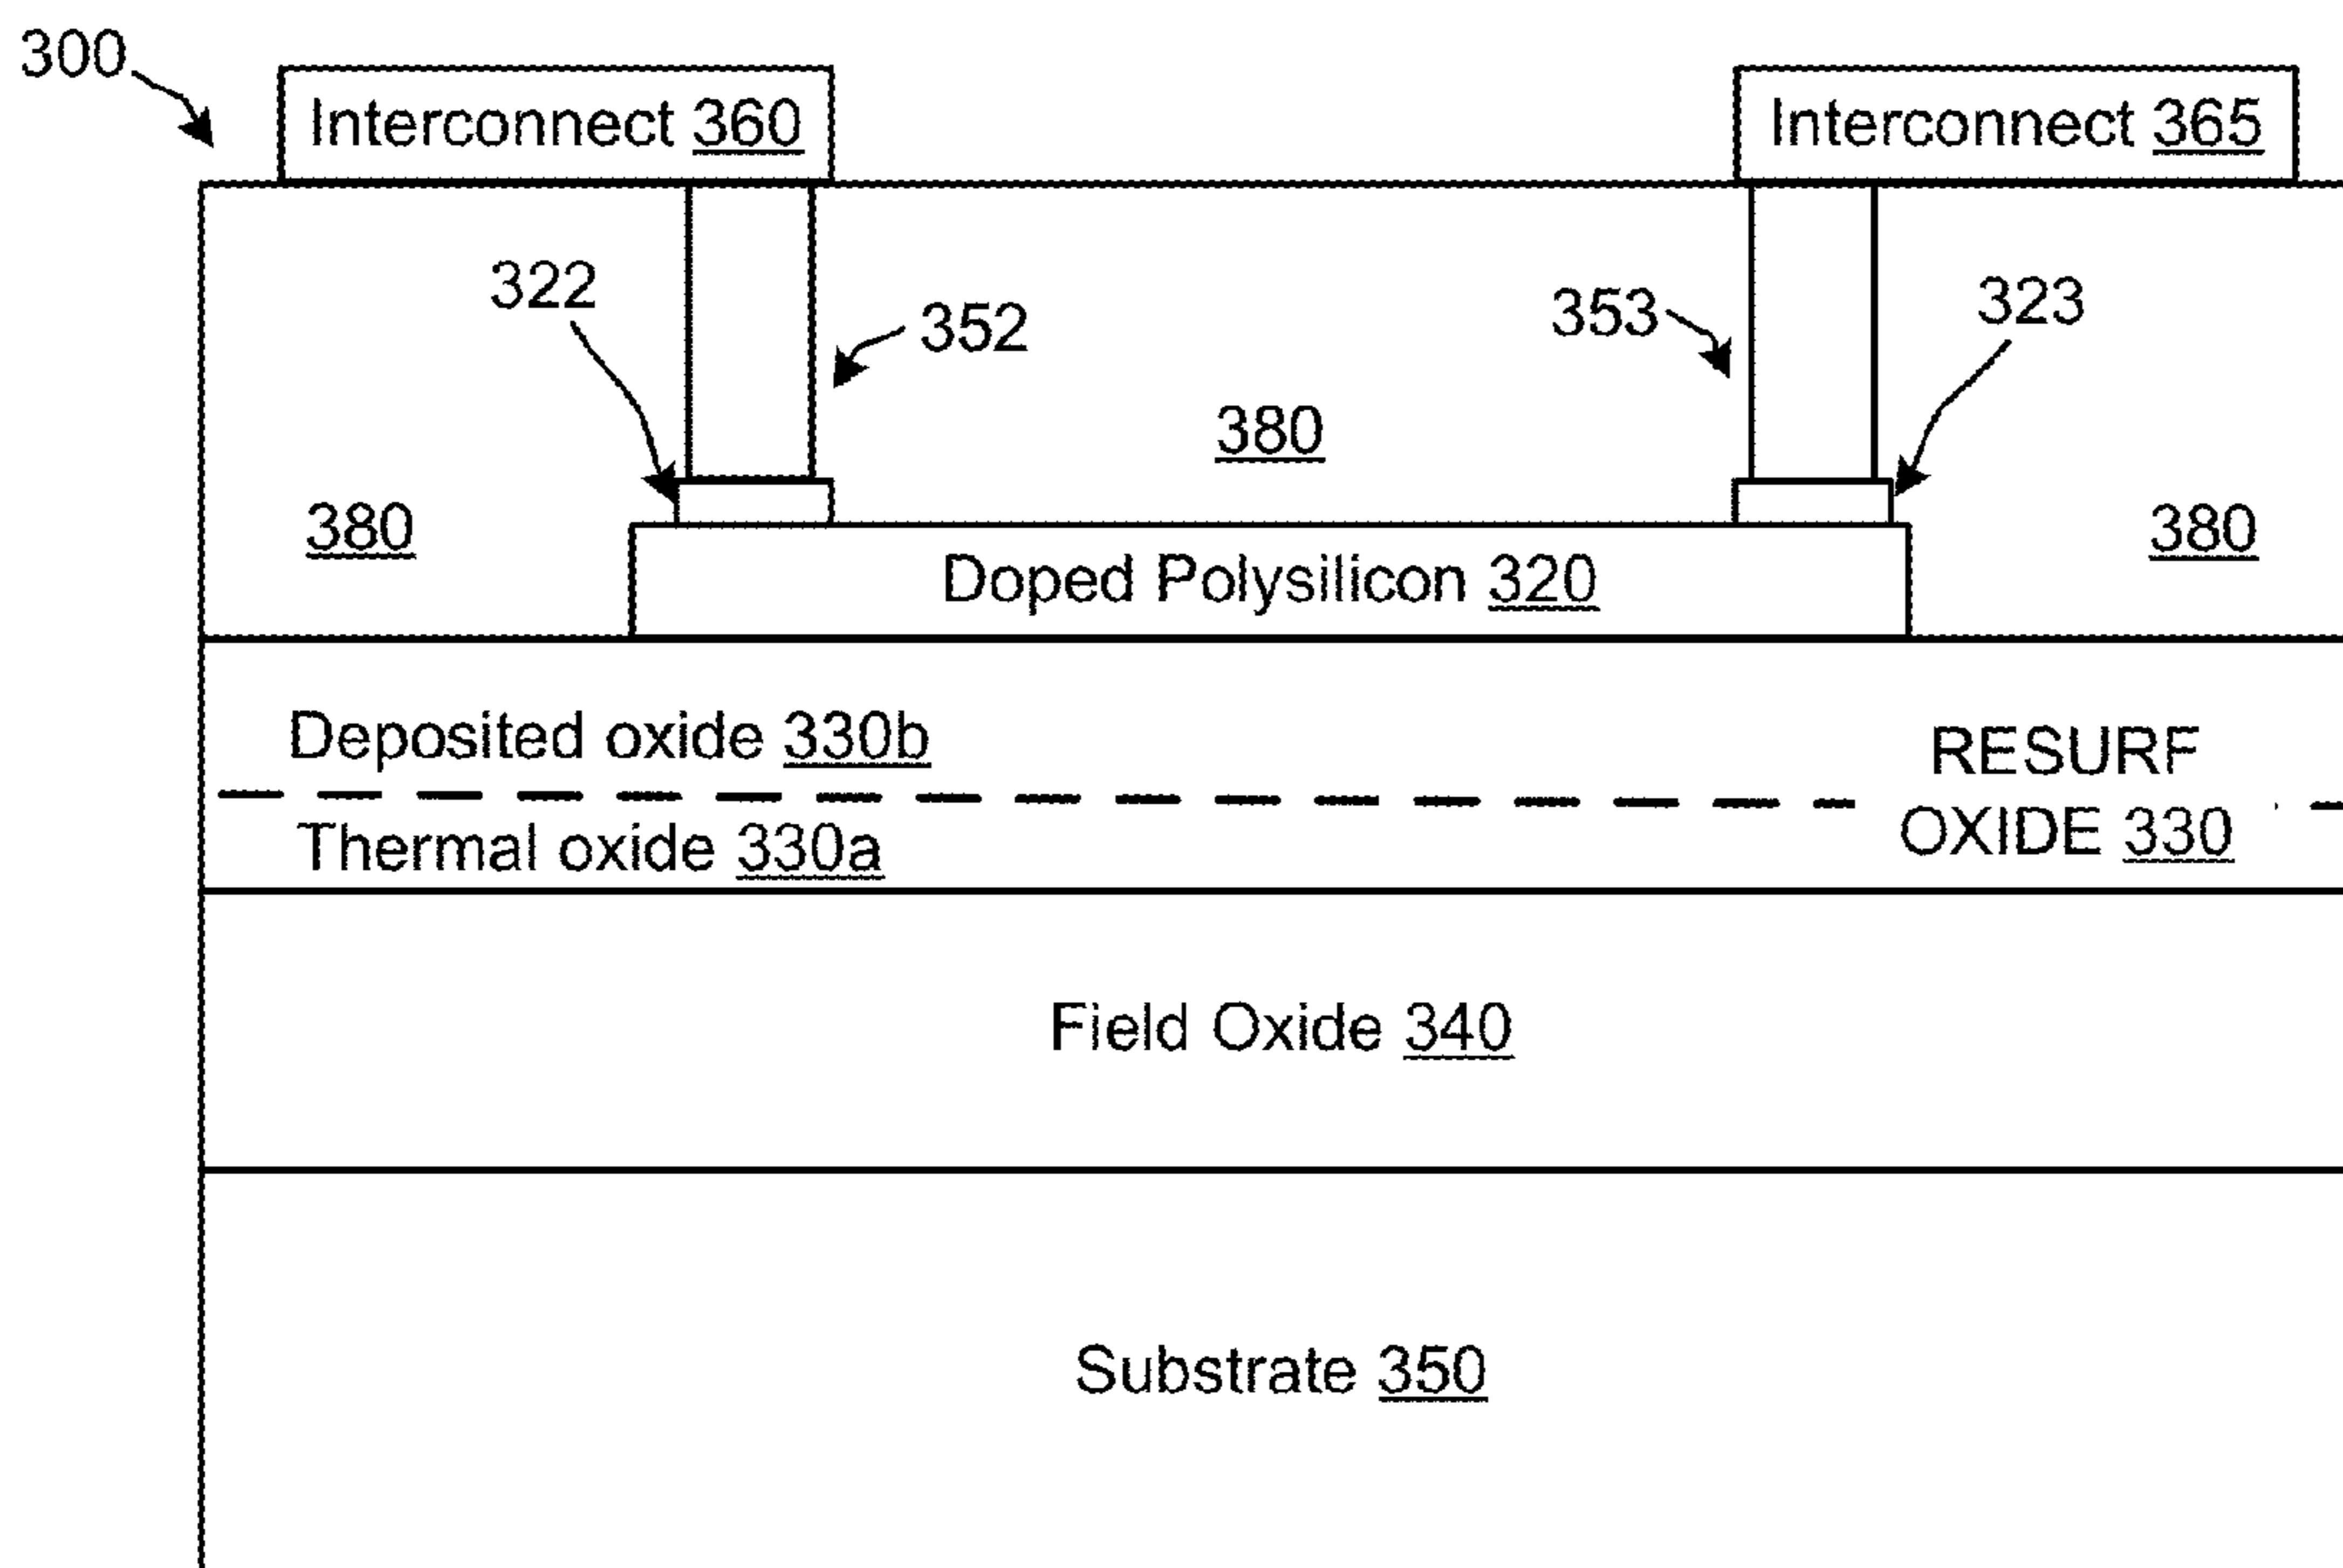 300
Interconnect 360
Interconnect 365
322
352
353
323
380
380
380
Doped Polysilicon 320
Deposited oxide 330b
RESURF
OXIDE 330
Thermal oxide 330a
Field Oxide 340
Substrate 350